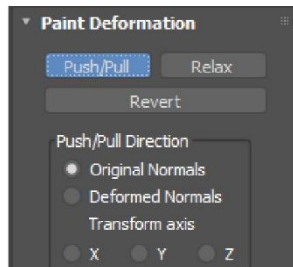 Paint Deformation
Push/Pull Relax
Revert
Push/Pull Direction
Original Normals
Deformed Normals
Transform axis
X Y Z